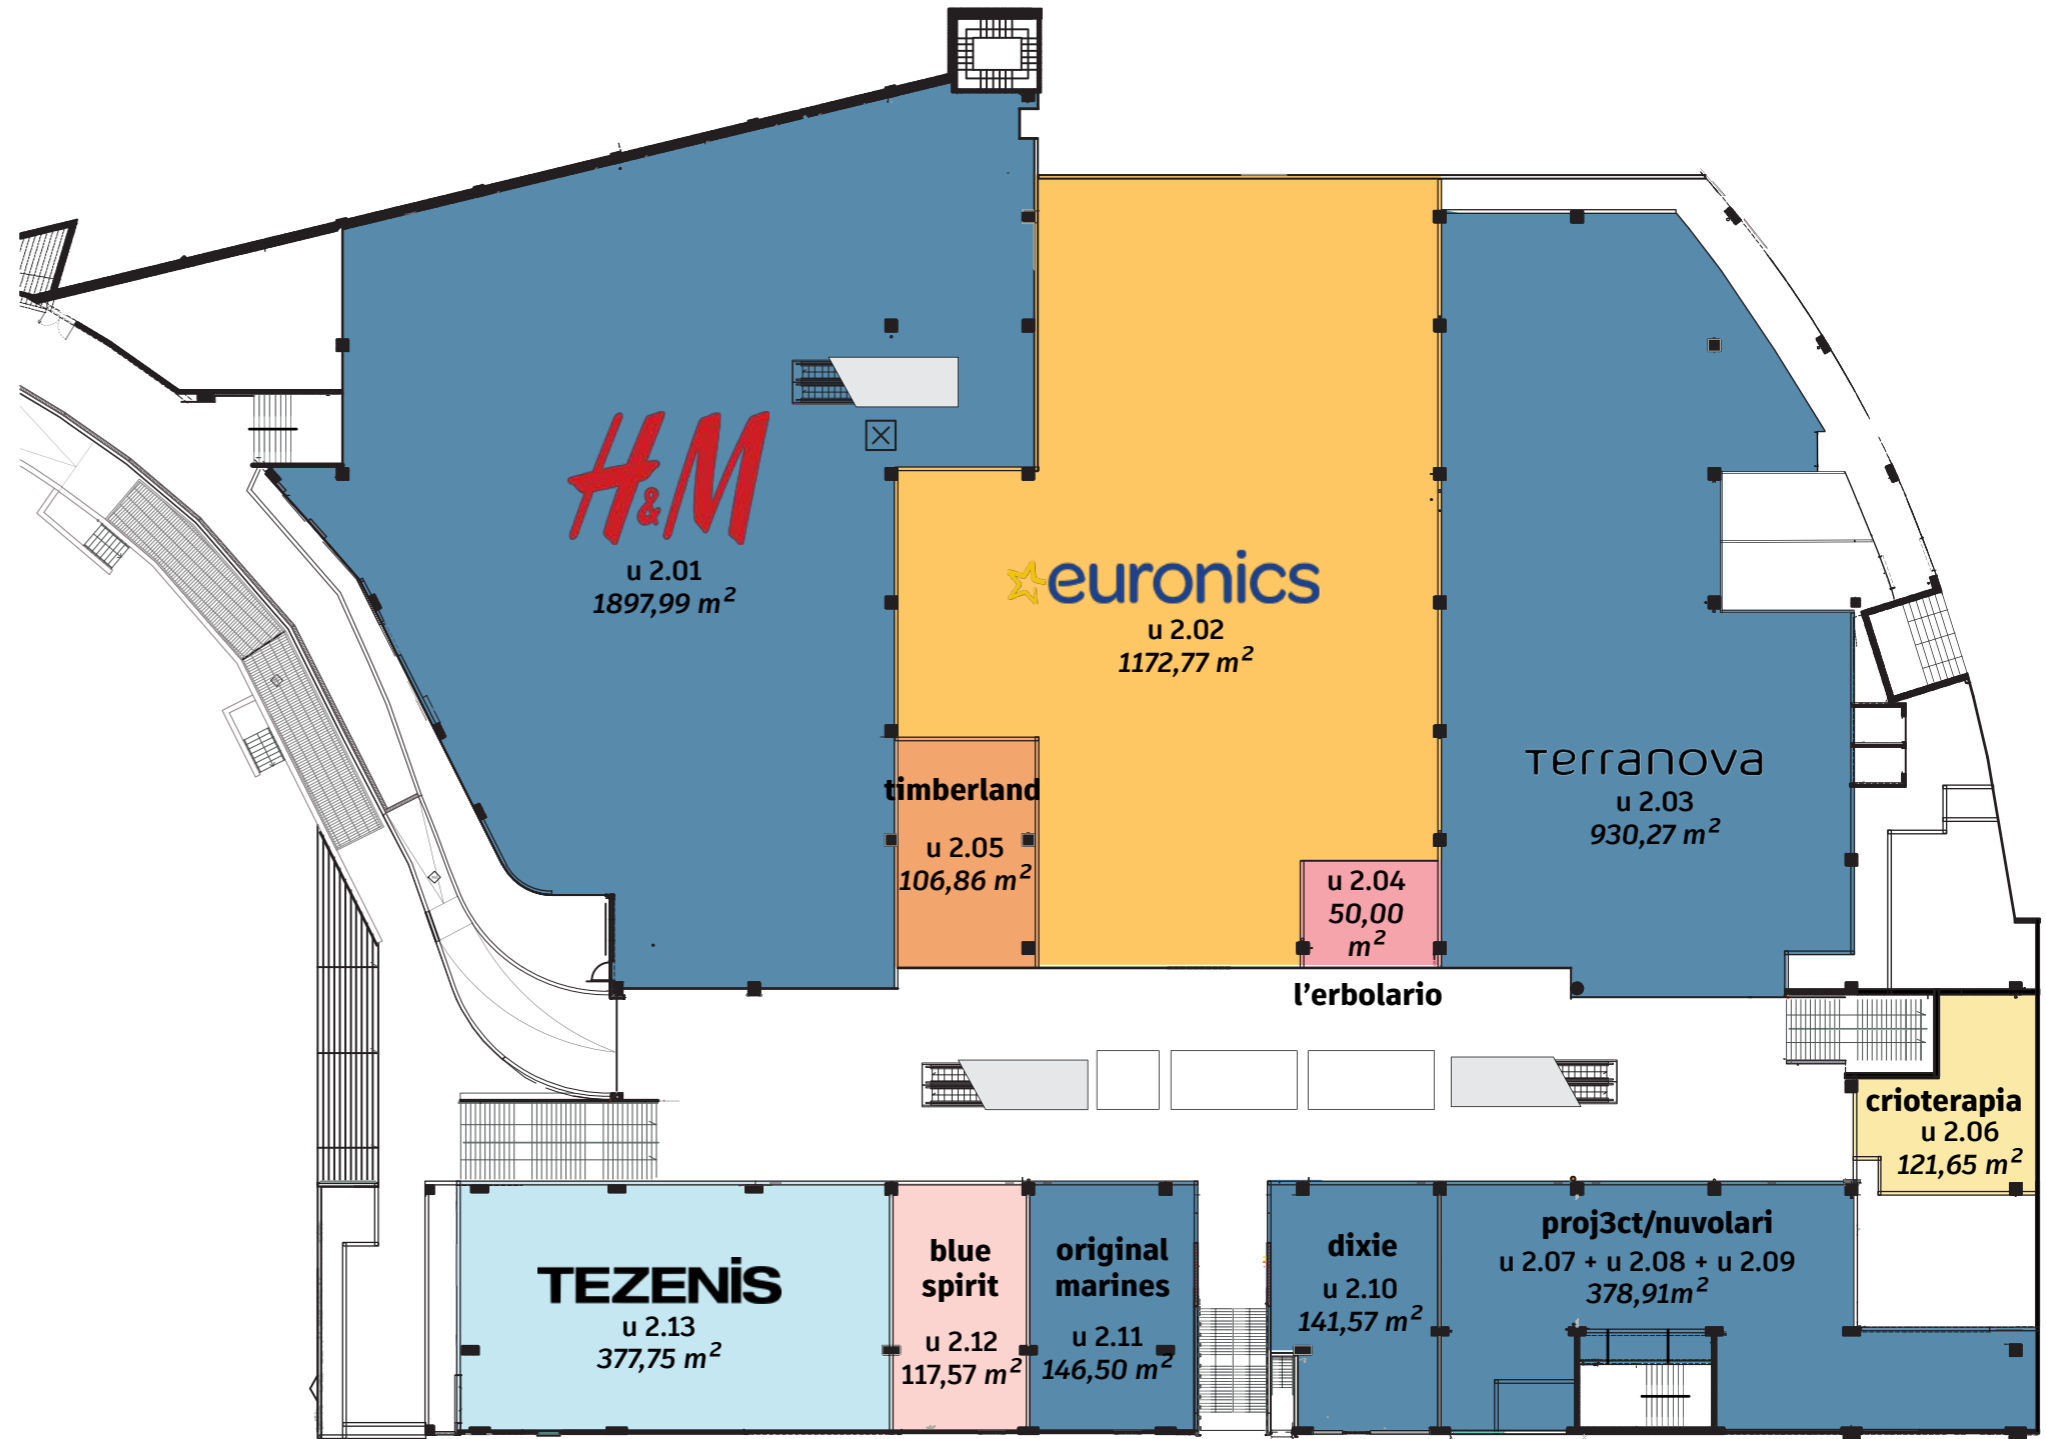 H&M
u 2.01
1897,99 m²
euronics
u 2.02
1172,77 m²
terranova
u 2.03
930,27 m²
timberland
u 2.05
106,86 m²
u 2.04
50,00
m²
l'erbolario
crioterapia
u 2.06
121,65 m²
TEZENIS
u 2.13
377,75 m²
blue
spirit
u 2.12
117,57 m²
original
marines
u 2.11
146,50 m²
dixie
u 2.10
141,57 m²
proj3ct/nuvolari
u 2.07 + u 2.08 + u 2.09
378,91m²